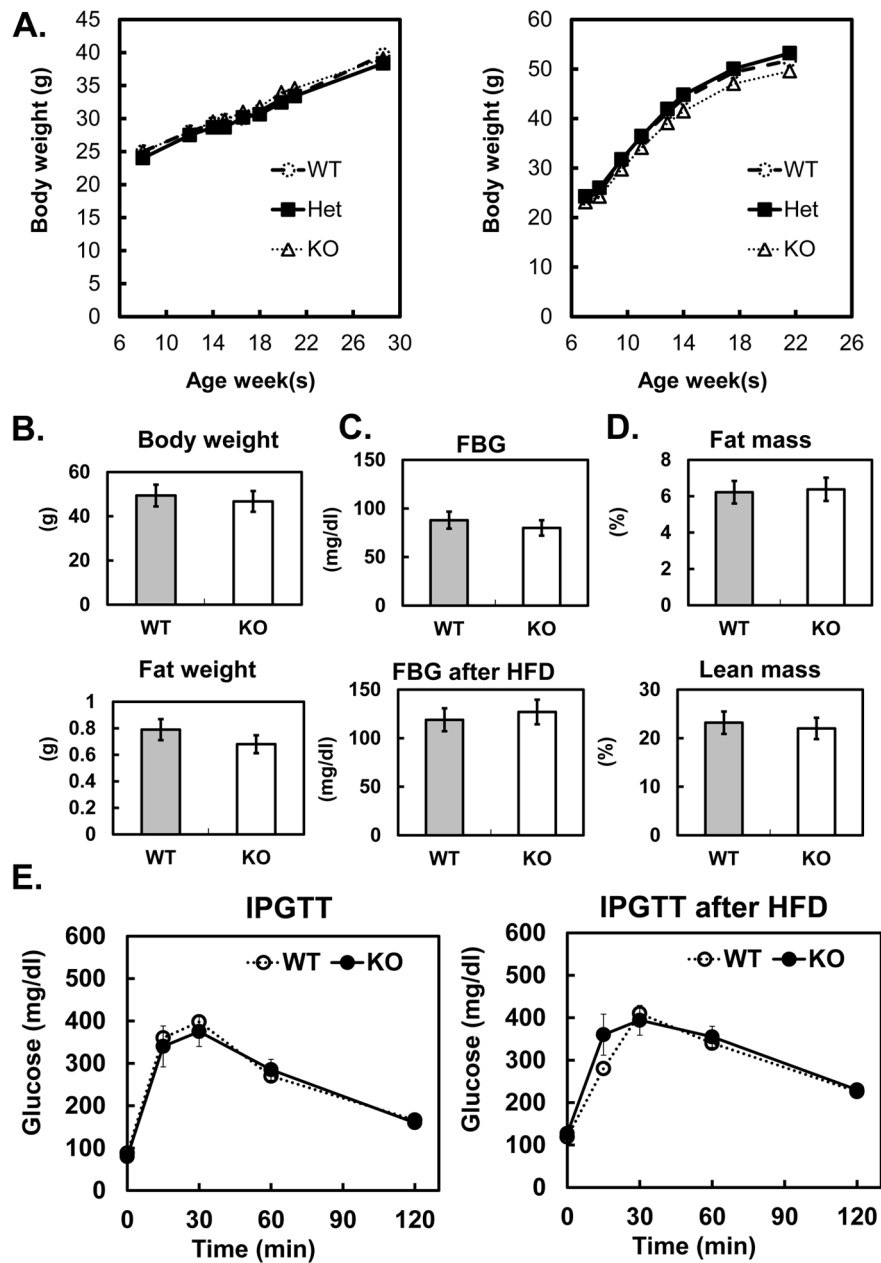 A.
Body weight (g)
45
40
35
30
25
20
15
10
5
0
WT
Het
KO
6 10 14 18 22 26 30
Age week(s)
Body weight (g)
60
50
40
30
20
10
0
WT
Het
KO
6 10 14 18 22 26
Age week(s)
B.
Body weight
(g)
60
40
20
0
WT KO
Fat weight
(g)
1
0.8
0.6
0.4
0.2
0
WT KO
C.
FBG
(mg/dl)
150
100
50
0
WT KO
FBG after HFD
(mg/dl)
150
100
50
0
WT KO
D.
Fat mass
(%)
8
6
4
2
0
WT KO
Lean mass
(%)
30
20
10
0
WT KO
E.
IPGTT
Glucose (mg/dl)
600
500
400
300
200
100
0
WT KO
0 30 60 90 120
Time (min)
IPGTT after HFD
Glucose (mg/dl)
600
500
400
300
200
100
0
WT KO
0 30 60 90 120
Time (min)